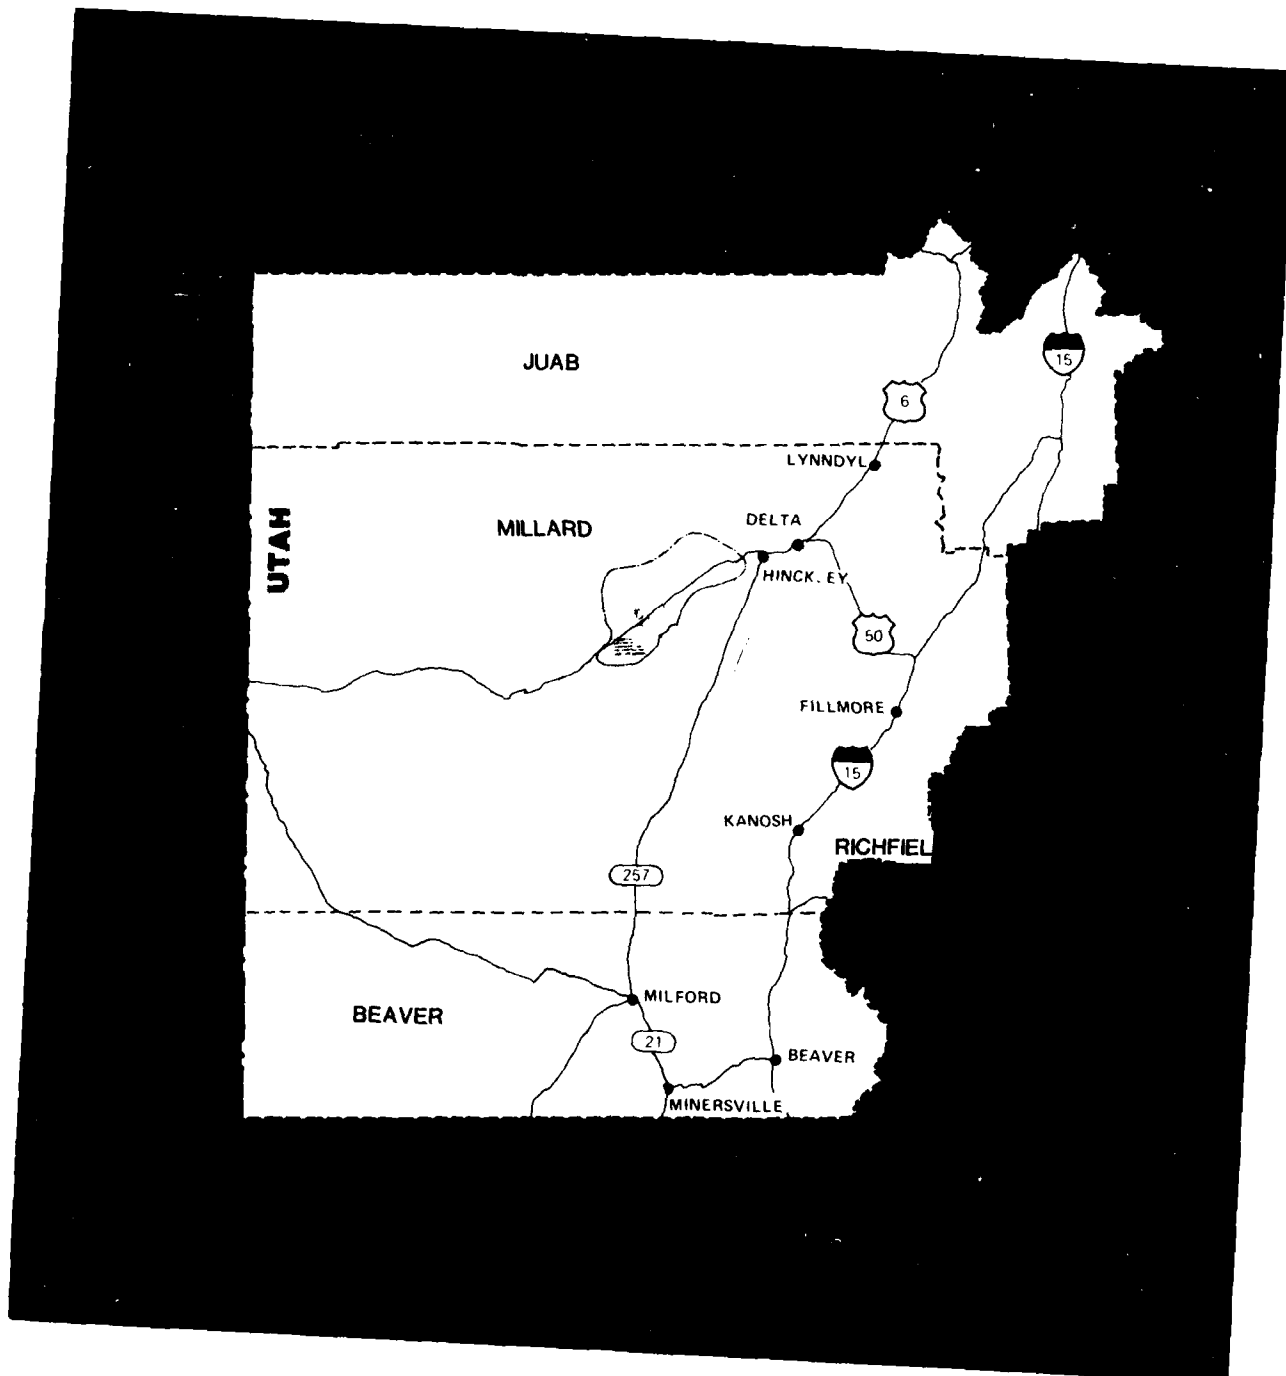 JUAB
15
6
LYNNDYL
UTAH
MILLARD
DELTA
HINCK. EY
50
FILLMORE
15
KANOSH
RICHFIEL
257
MILFORD
BEAVER
21
BEAVER
MINERSVILLE